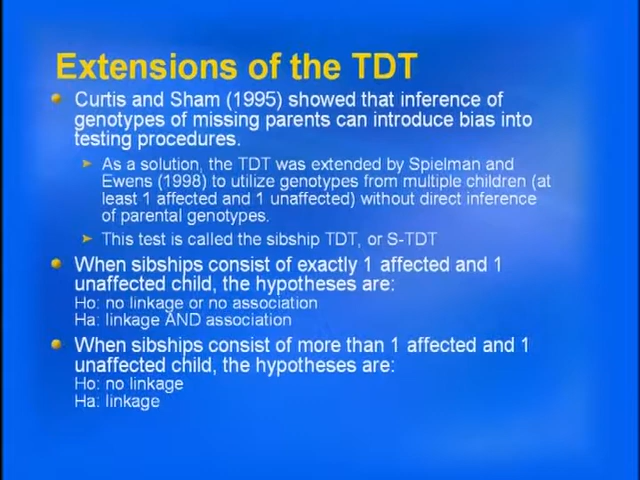 Extensions of the TDT
Curtis and Sham (1995) showed that inference of
genotypes of missing parents can introduce bias into
testing procedures.
As a solution, the TDT was extended by Spielman and
Ewens (1998) to utilize genotypes from multiple children (at
least 1 affected and 1 unaffected) without direct inference
of parental genotypes.
This test is called the sibship TDT, or S-TDT
When sibships consist of exactly 1 affected and 1
unaffected child, the hypotheses are:
Ho: no linkage or no association
Ha: linkage AND association
When sibships consist of more than 1 affected and 1
unaffected child, the hypotheses are:
Ho: no linkage
Ha: linkage